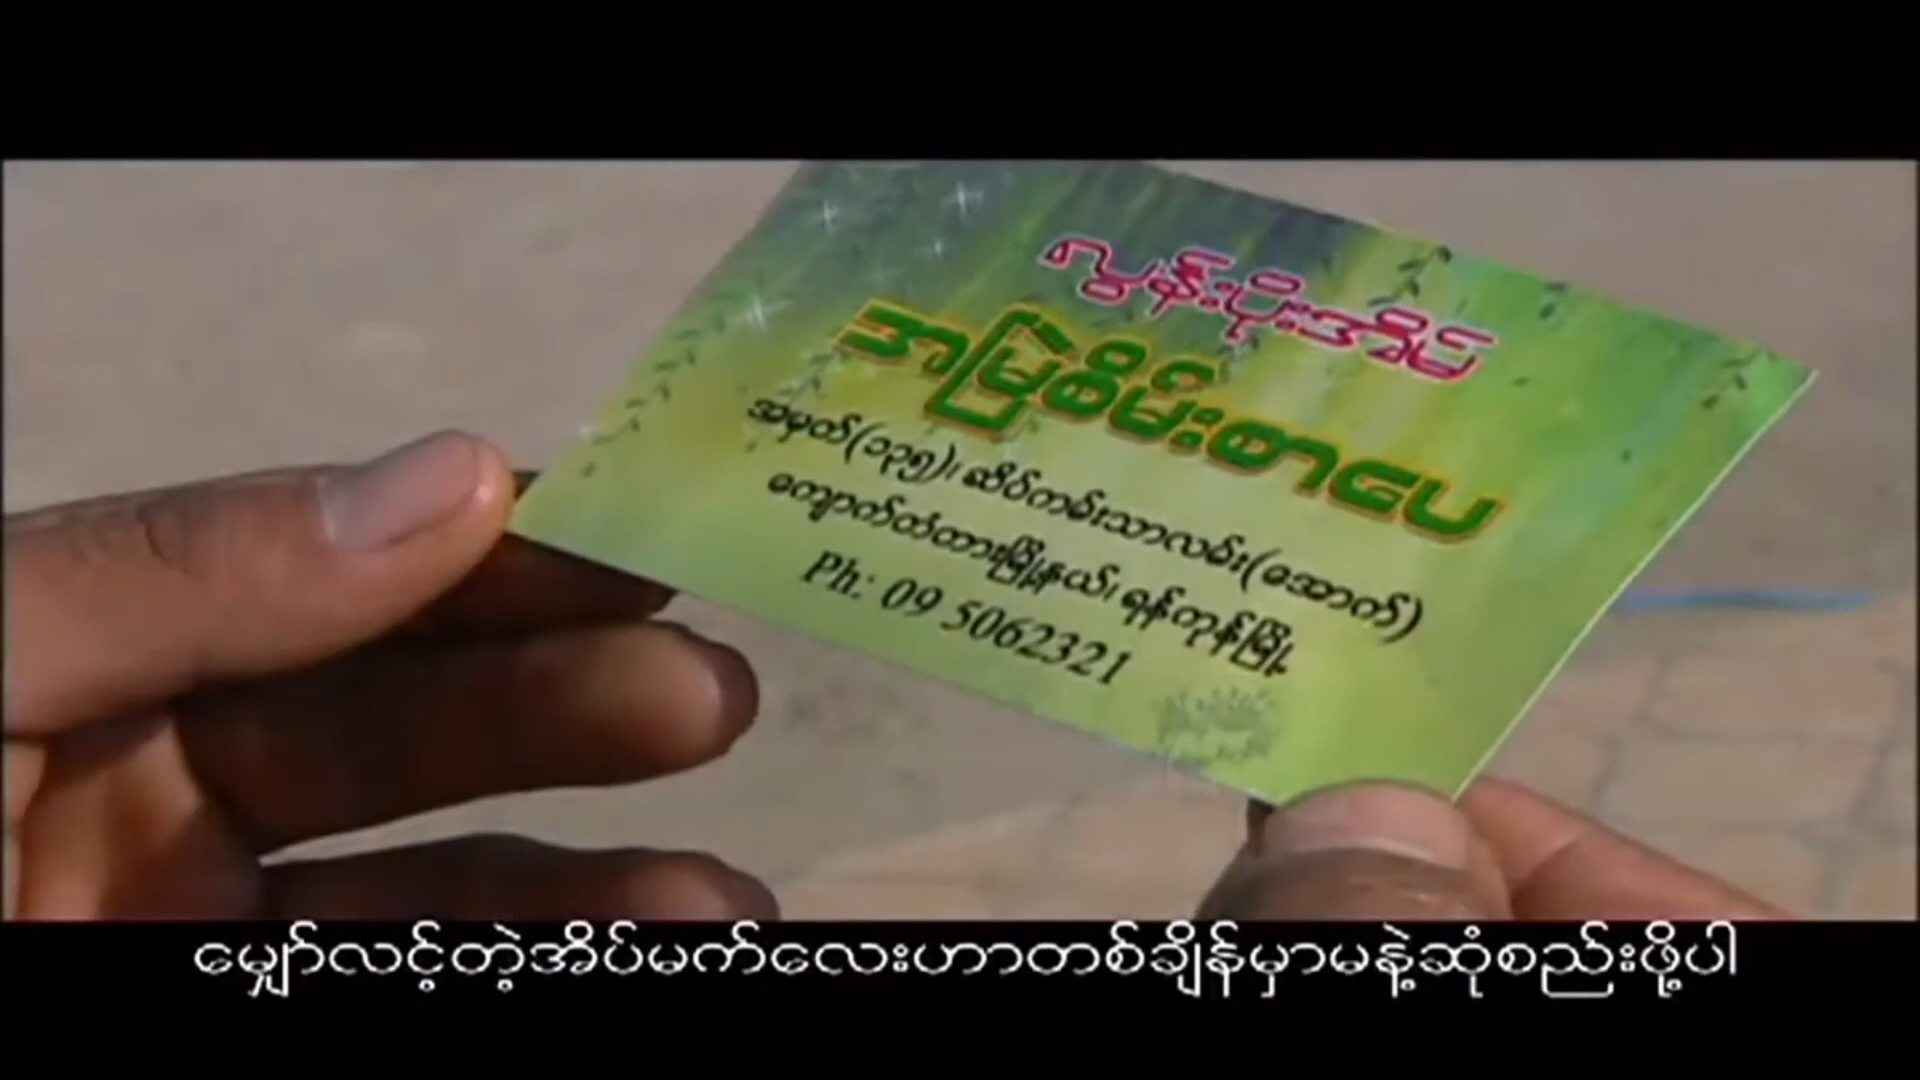 လွှန်းပိုးအိမ်
အမြဲစိမ်းစာပေ
အမှတ်(၁၃၅)၊ ဆိပ်ကမ်းသာလမ်း(အောက်)
ကျောက်တံတားမြို့နယ်၊ ရန်ကုန်မြို့
Ph: 09 5062321
မျှော်လင့်တဲ့အိပ်မက်လေးဟာတစ်ချိန်မှာမနဲ့ဆုံစည်းဖို့ပါ